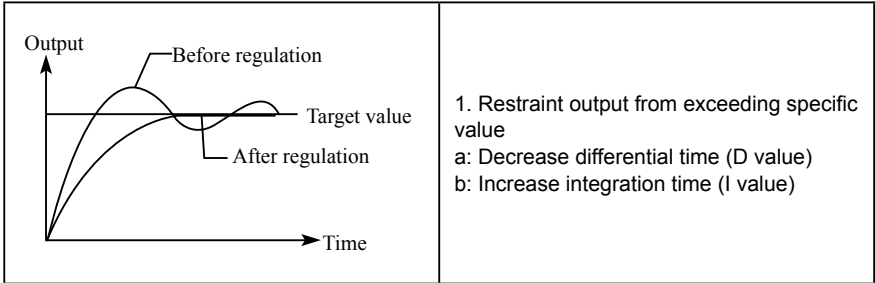 Output
Before regulation
Target value
After regulation
Time
1. Restraint output from exceeding specific
value
a: Decrease differential time (D value)
b: Increase integration time (I value)